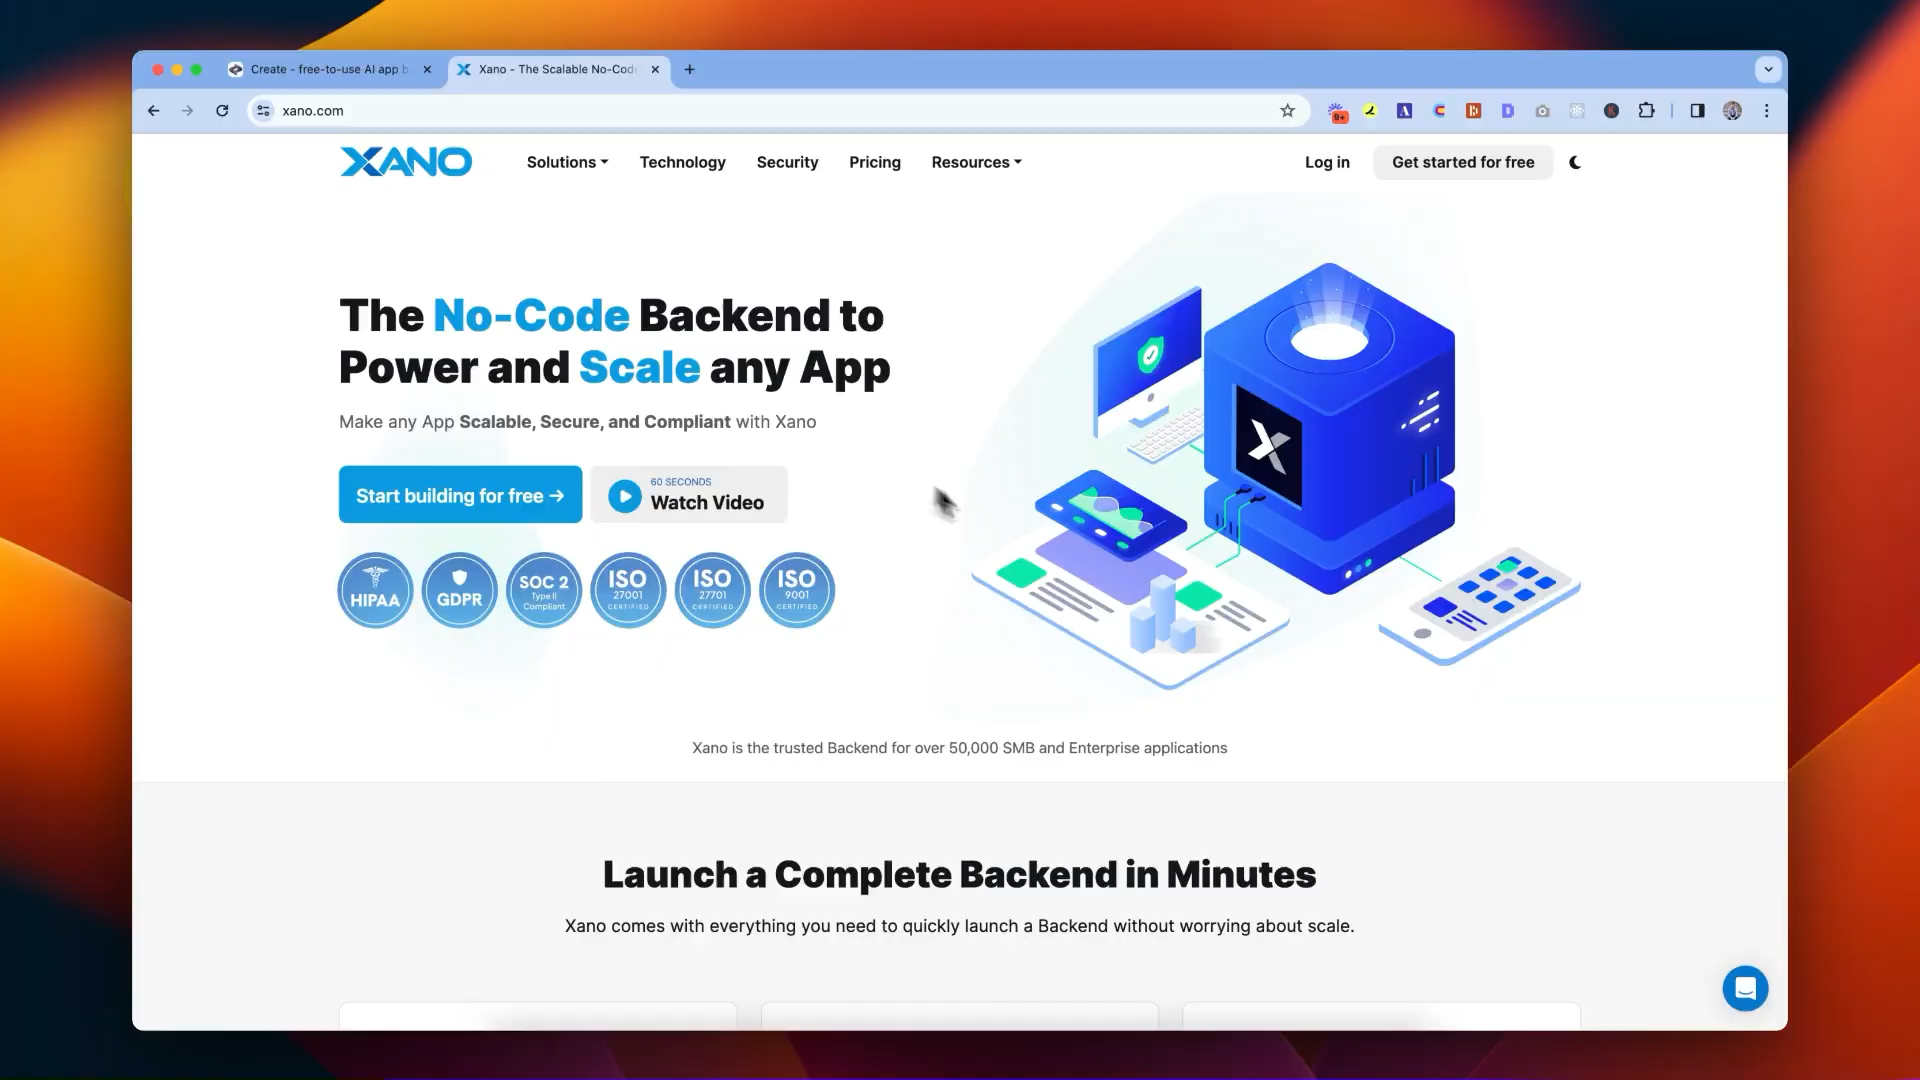 Create - free-to-use AI app b
Xano - The Scalable No-Cod
xano.com
9+
XANO
Solutions
Technology
Security
Pricing
Resources
Log in
Get started for free
The No-Code Backend to
Power and Scale any App
Make any App Scalable, Secure, and Compliant with Xano
Start building for free →
60 SECONDS
Watch Video
HIPAA
GDPR
SOC 2
Type II
Compliant
ISO
27001
CERTIFIED
ISO
27701
CERTIFIED
ISO
9001
CERTIFIED
Xano is the trusted Backend for over 50,000 SMB and Enterprise applications
Launch a Complete Backend in Minutes
Xano comes with everything you need to quickly launch a Backend without worrying about scale.